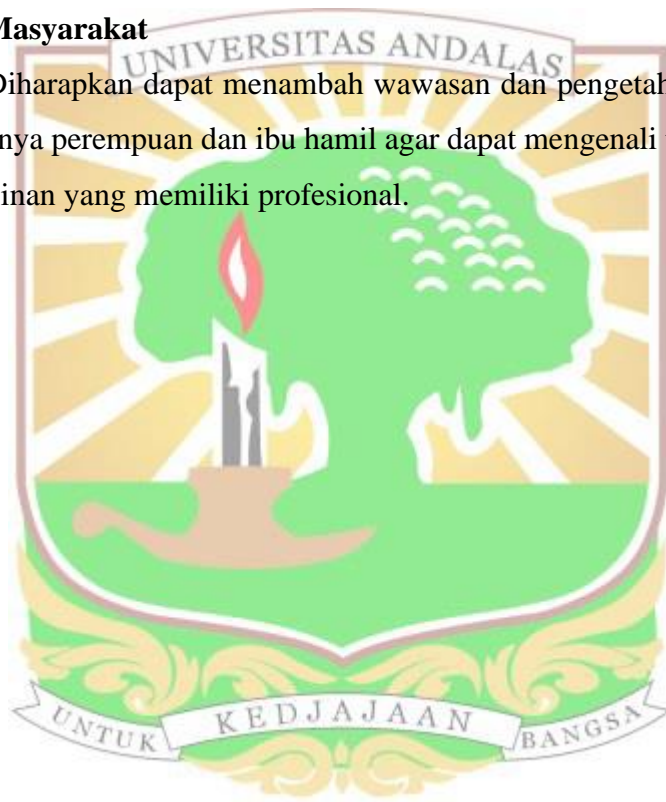 Masyarakat
UNIVERSITAS ANDALAS
Diharapkan dapat menambah wawasan dan pengetah
nya perempuan dan ibu hamil agar dapat mengenali
inan yang memiliki profesional.
UNTUK KEDJAJAAN BANGSA